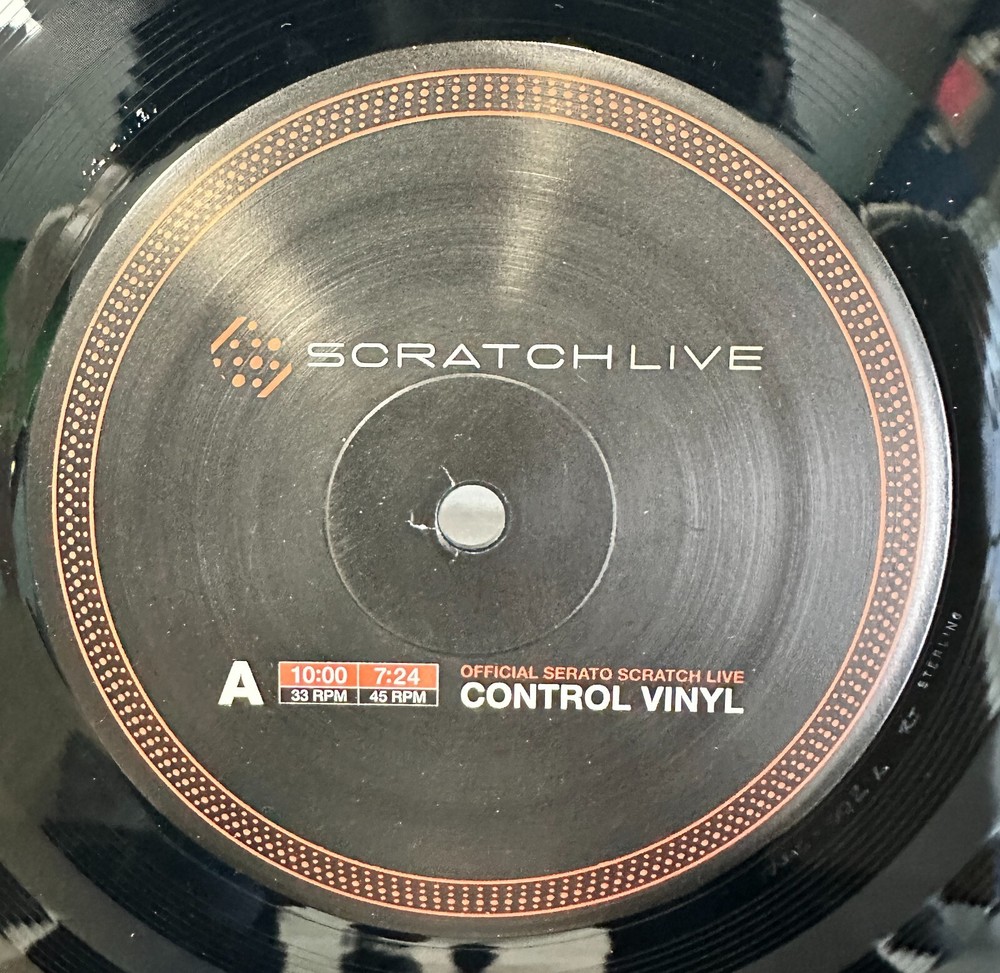 SCRATCH LIVE
A
10:00 7:24
33 RPM 45 RPM
OFFICIAL SERATO SCRATCH LIVE
CONTROL VINYL
STERLING